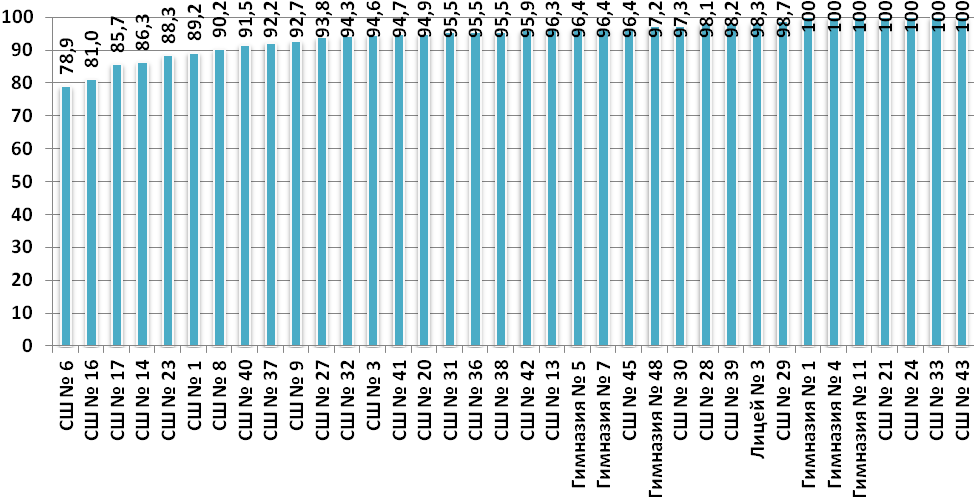 100
90
80
70
60
50
40
30
20
10
0
78,9
81,0
85,7
86,3
88,3
89,2
90,2
91,5
92,2
92,7
93,8
94,3
94,6
94,7
94,9
95,5
95,5
95,5
95,9
96,3
96,4
96,4
96,4
97,2
97,3
98,1
98,2
98,3
98,7
100
100
100
100
100
100
100
СШ № 6
СШ № 16
СШ № 17
СШ № 14
СШ № 23
СШ № 1
СШ № 8
СШ № 40
СШ № 37
СШ № 9
СШ № 27
СШ № 32
СШ № 3
СШ № 41
СШ № 20
СШ № 31
СШ № 36
СШ № 38
СШ № 42
СШ № 13
Гимназия № 5
Гимназия № 7
СШ № 45
Гимназия № 48
СШ № 30
СШ № 28
СШ № 39
Лицей № 3
СШ № 29
Гимназия № 1
Гимназия № 4
Гимназия № 11
СШ № 21
СШ № 24
СШ № 33
СШ № 43